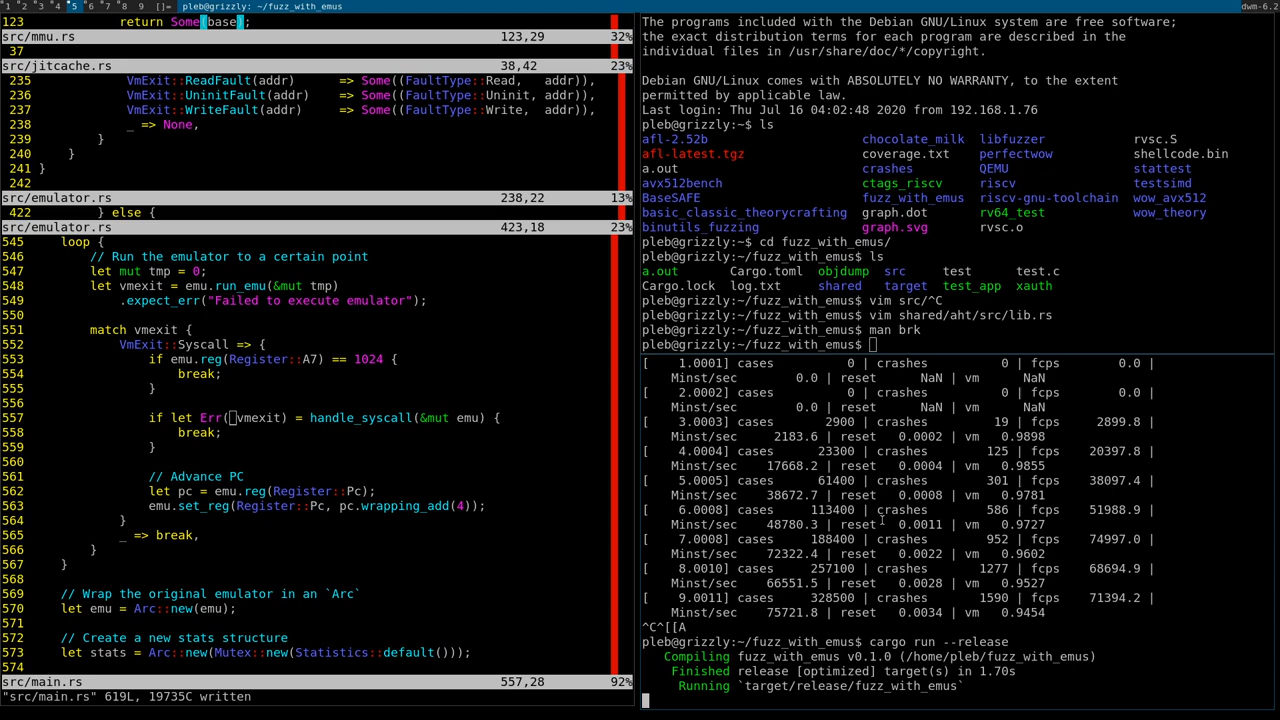 °1 °2 3 4 °5 6 7 8 9 []= pleb@grizzly: ~/fuzz_with_emus dwm-6.2
123 return Some(base);
src/mmu.rs 123,29 32%
37
src/jitcache.rs 38,42 23%
235 VmExit::ReadFault(addr) => Some((FaultType::Read, addr)),
236 VmExit::UninitFault(addr) => Some((FaultType::Uninit, addr)),
237 VmExit::WriteFault(addr) => Some((FaultType::Write, addr)),
238 _ => None,
239 }
240 }
241 }
242
src/emulator.rs 238,22 13%
422 } else {
src/emulator.rs 423,18 23%
545 loop {
546 // Run the emulator to a certain point
547 let mut tmp = 0;
548 let vmexit = emu.run_emu(&mut tmp)
549 .expect_err("Failed to execute emulator");
550
551 match vmexit {
552 VmExit::Syscall => {
553 if emu.reg(Register::A7) == 1024 {
554 break;
555 }
556
557 if let Err(_vmexit) = handle_syscall(&mut emu) {
558 break;
559 }
560
561 // Advance PC
562 let pc = emu.reg(Register::Pc);
563 emu.set_reg(Register::Pc, pc.wrapping_add(4));
564 }
565 _ => break,
566 }
567 }
568
569 // Wrap the original emulator in an `Arc`
570 let emu = Arc::new(emu);
571
572 // Create a new stats structure
573 let stats = Arc::new(Mutex::new(Statistics::default()));
574
src/main.rs 557,28 92%
"src/main.rs" 619L, 19735C written
The programs included with the Debian GNU/Linux system are free software;
the exact distribution terms for each program are described in the
individual files in /usr/share/doc/*/copyright.
Debian GNU/Linux comes with ABSOLUTELY NO WARRANTY, to the extent
permitted by applicable law.
Last login: Thu Jul 16 04:02:48 2020 from 192.168.1.76
pleb@grizzly:~$ ls
afl-2.52b chocolate_milk libfuzzer rvsc.S
afl-latest.tgz coverage.txt perfectwow shellcode.bin
a.out crashes QEMU stattest
avx512bench ctags_riscv riscv testsimd
BaseSAFE fuzz_with_emus riscv-gnu-toolchain wow_avx512
basic_classic_theorycrafting graph.dot rv64_test wow_theory
binutils_fuzzing graph.svg rvsc.o
pleb@grizzly:~$ cd fuzz_with_emus/
pleb@grizzly:~/fuzz_with_emus$ ls
a.out Cargo.toml objdump src test test.c
Cargo.lock log.txt shared target test_app xauth
pleb@grizzly:~/fuzz_with_emus$ vim src/^C
pleb@grizzly:~/fuzz_with_emus$ vim shared/aht/src/lib.rs
pleb@grizzly:~/fuzz_with_emus$ man brk
pleb@grizzly:~/fuzz_with_emus$
[ 1.0001] cases 0 | crashes 0 | fcps 0.0 |
Minst/sec 0.0 | reset NaN | vm NaN
[ 2.0002] cases 0 | crashes 0 | fcps 0.0 |
Minst/sec 0.0 | reset NaN | vm NaN
[ 3.0003] cases 2900 | crashes 19 | fcps 2899.8 |
Minst/sec 2183.6 | reset 0.0002 | vm 0.9898
[ 4.0004] cases 23300 | crashes 125 | fcps 20397.8 |
Minst/sec 17668.2 | reset 0.0004 | vm 0.9855
[ 5.0005] cases 61400 | crashes 301 | fcps 38097.4 |
Minst/sec 38672.7 | reset 0.0008 | vm 0.9781
[ 6.0008] cases 113400 | crashes 586 | fcps 51988.9 |
Minst/sec 48780.3 | reset 0.0011 | vm 0.9727
[ 7.0008] cases 188400 | crashes 952 | fcps 74997.0 |
Minst/sec 72322.4 | reset 0.0022 | vm 0.9602
[ 8.0010] cases 257100 | crashes 1277 | fcps 68694.9 |
Minst/sec 66551.5 | reset 0.0028 | vm 0.9527
[ 9.0011] cases 328500 | crashes 1590 | fcps 71394.2 |
Minst/sec 75721.8 | reset 0.0034 | vm 0.9454
^C^[[A
pleb@grizzly:~/fuzz_with_emus$ cargo run --release
Compiling fuzz_with_emus v0.1.0 (/home/pleb/fuzz_with_emus)
Finished release [optimized] target(s) in 1.70s
Running `target/release/fuzz_with_emus`